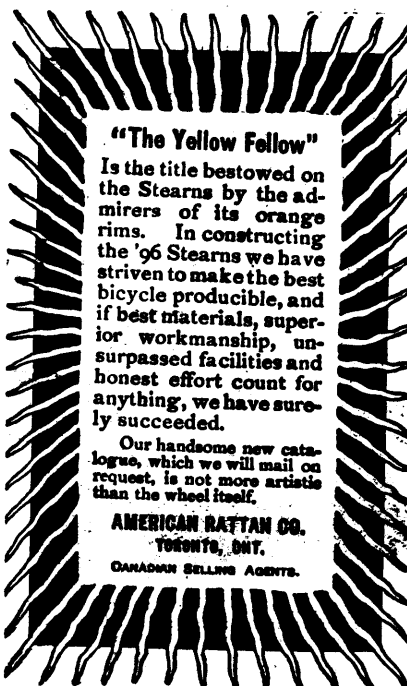 "The Yellow Fellow"
Is the title bestowed on
the Stearns by the ad-
mirers of its orange
rims. In constructing
the '96 Stearns we have
striven to make the best
bicycle producible, and
if best materials, super-
ior workmanship, un-
surpassed facilities and
honest effort count for
anything, we have sure-
ly succeeded.
Our handsome new cata-
logue, which we will mail on
request, is not more artistic
than the wheel itself.
AMERICAN RATTAN CO.
TORONTO, ONT.
CANADIAN SELLING AGENTS.